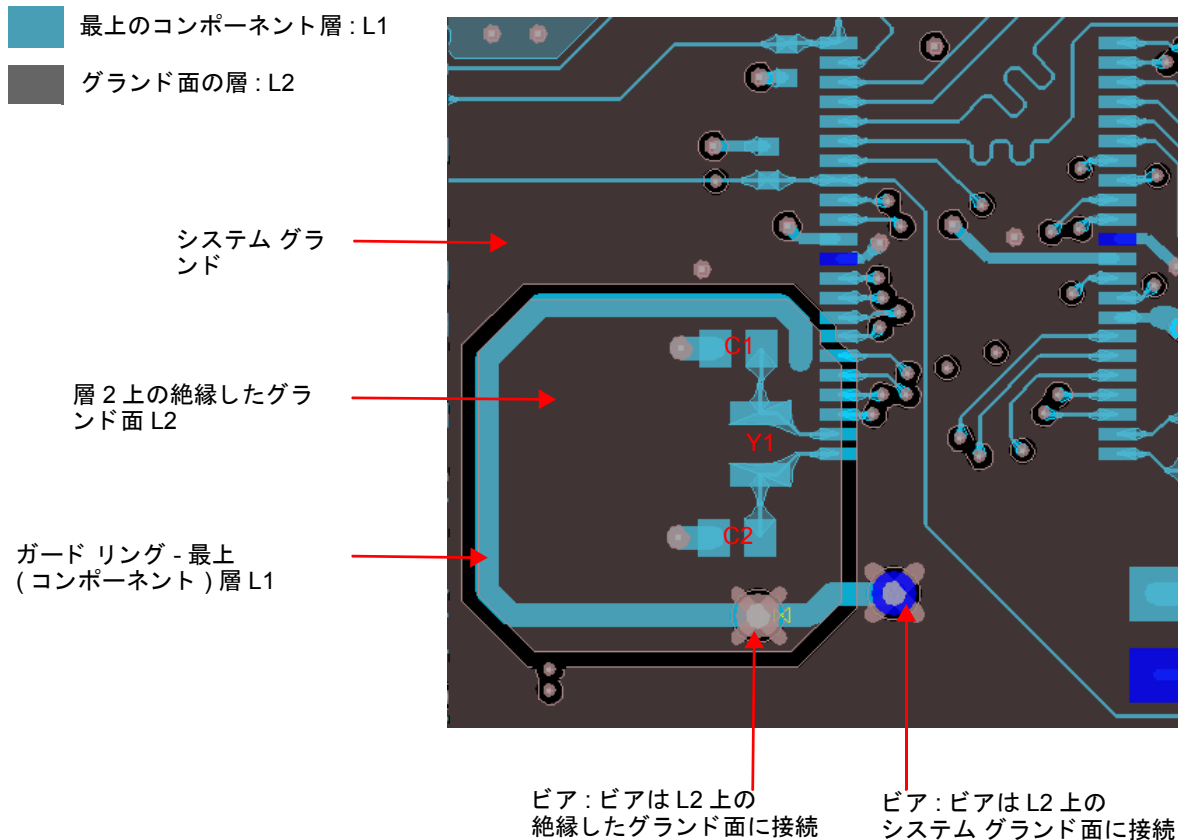 最上のコンポーネント層 : L1
グランド面の層 : L2
システム グラ
ンド
層 2 上の絶縁したグラ
ンド面 L2
ガード リング - 最上
( コンポーネント ) 層 L1
C1
Y1
C2
ビア : ビアは L2 上の
絶縁したグランド面に接続
ビア : ビアは L2 上の
システム グランド面に接続